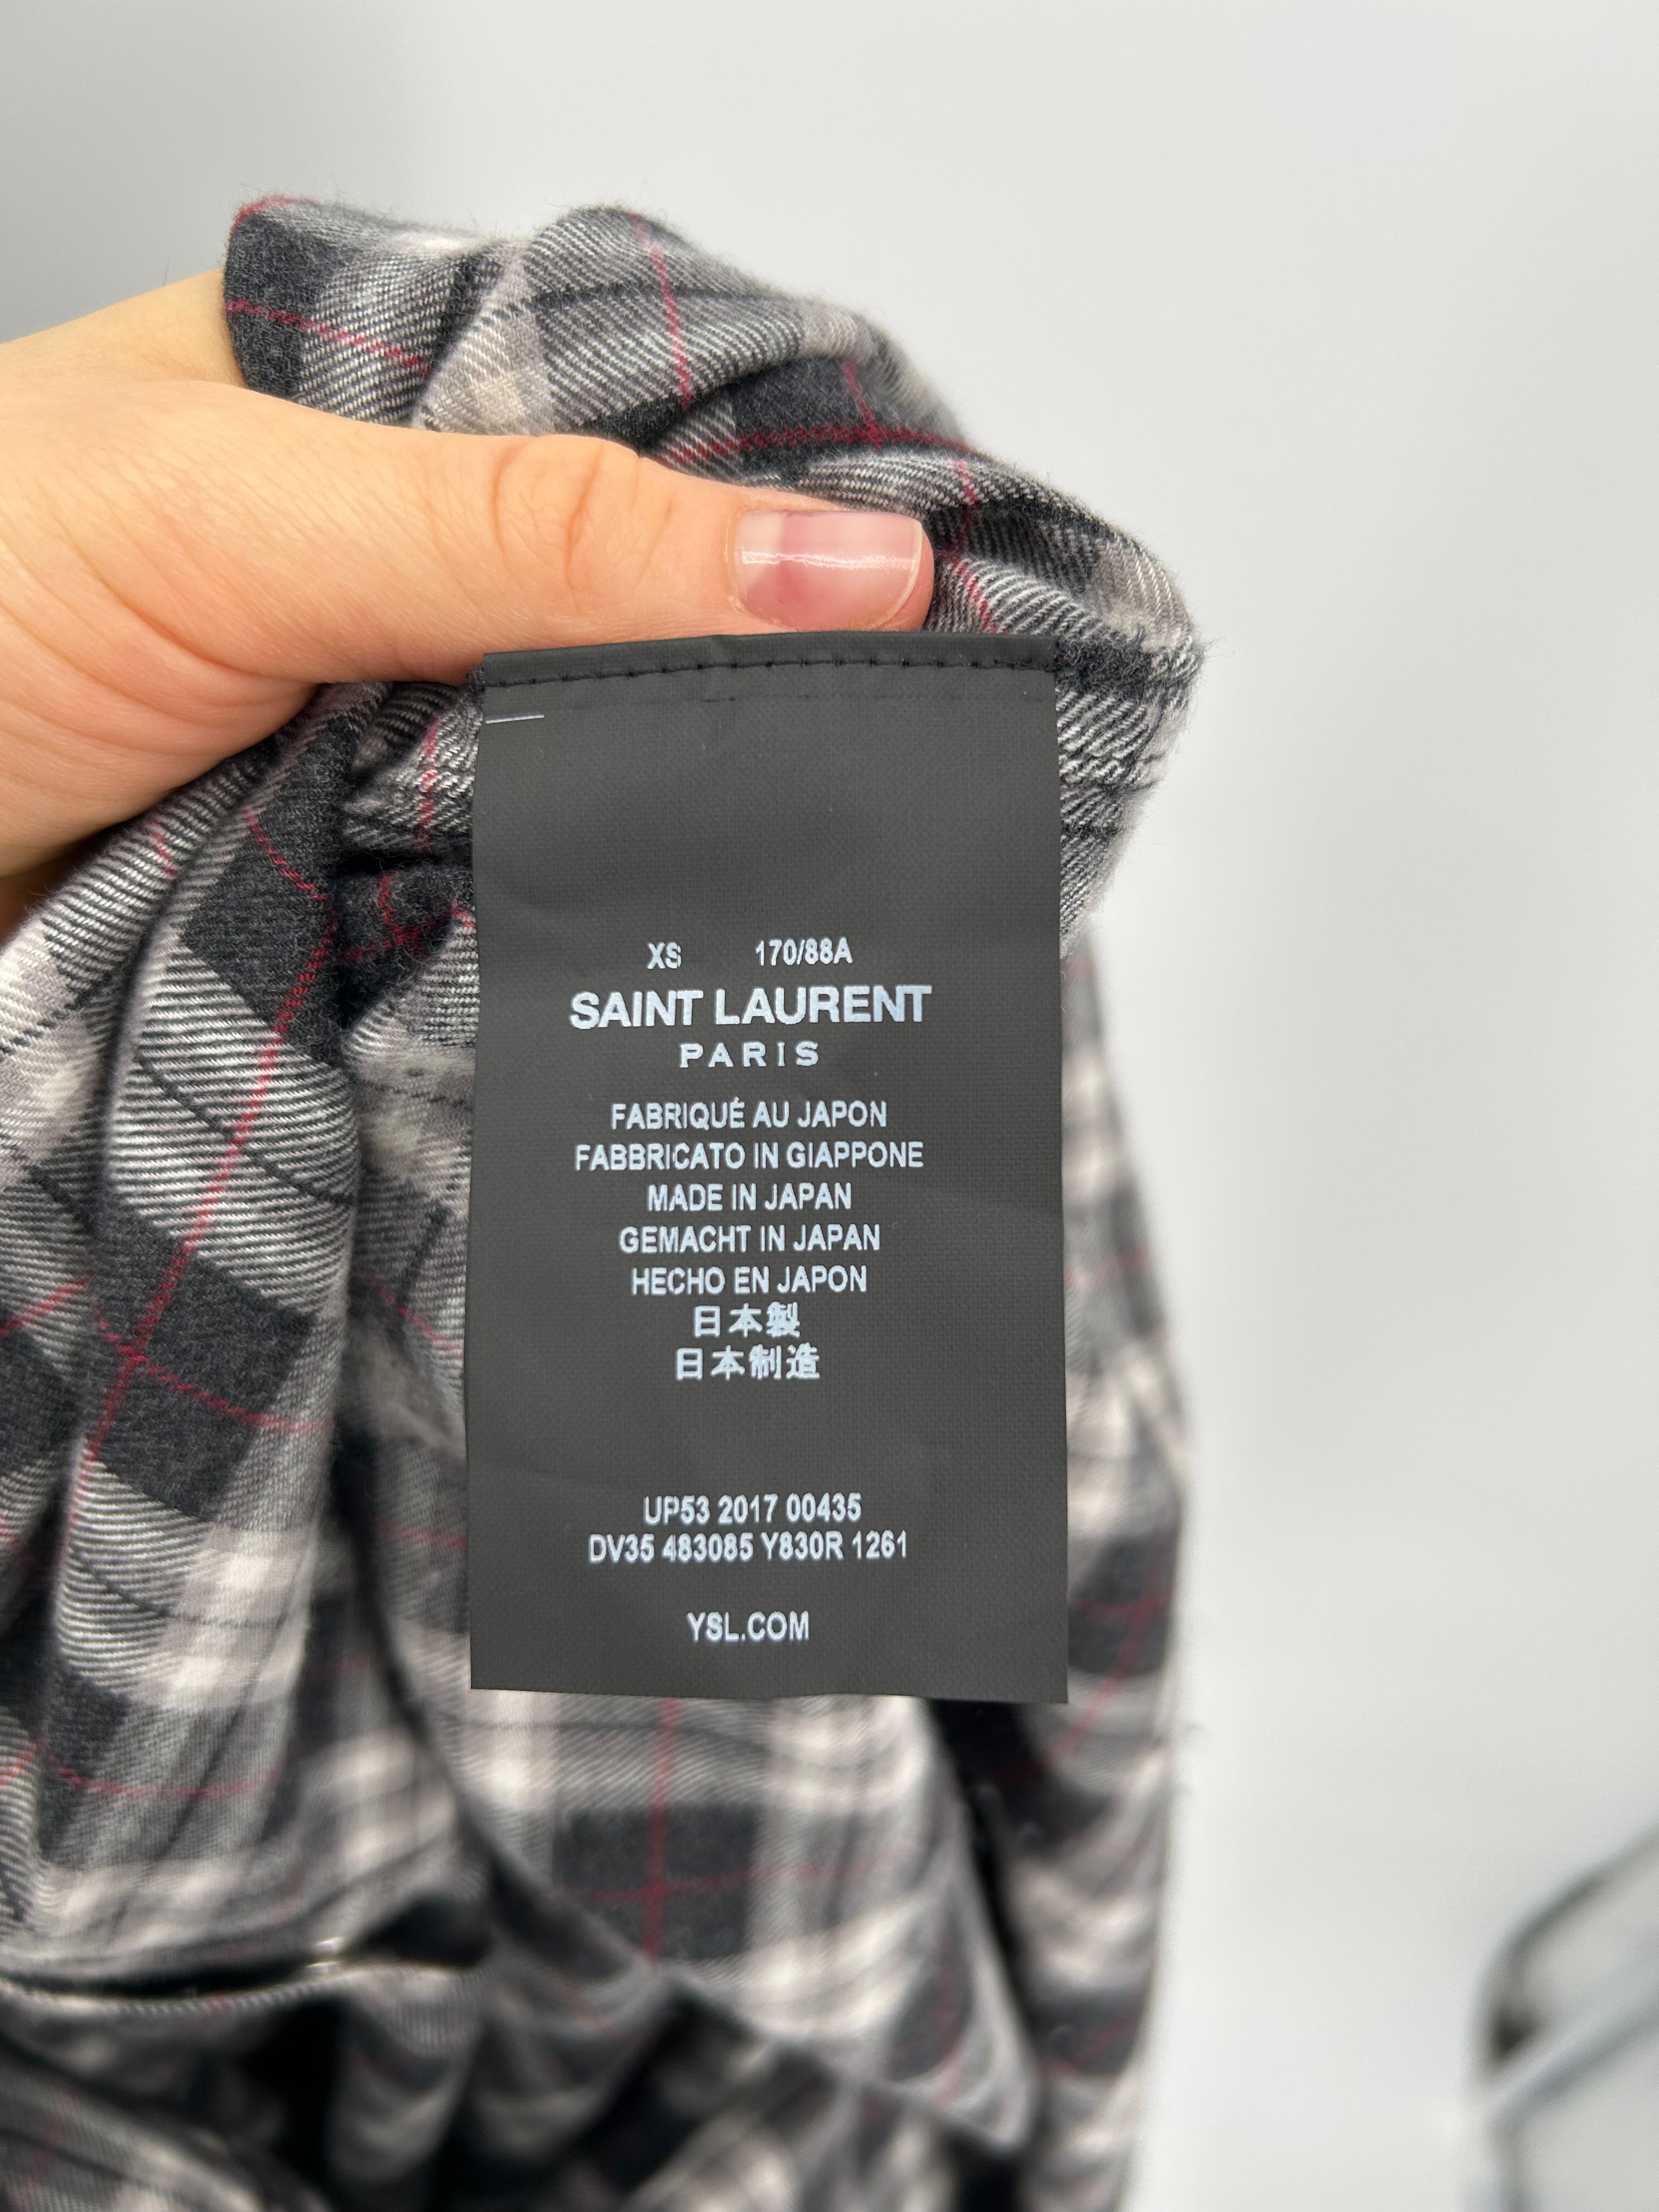 XS 170/88A
SAINT LAURENT
PARIS
FABRIQUÉ AU JAPON
FABBRICATO IN GIAPPONE
MADE IN JAPAN
GEMACHT IN JAPAN
HECHO EN JAPON
日本製
日本制造
UP53 2017 00435
DV35 483085 Y830R 1261
YSL.COM